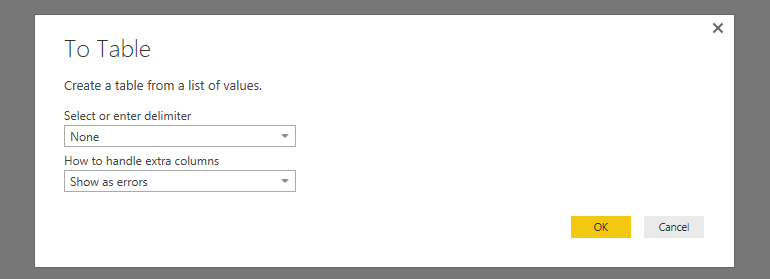 To Table
Create a table from a list of values.
Select or enter delimiter
None
How to handle extra columns
Show as errors
OK
Cancel